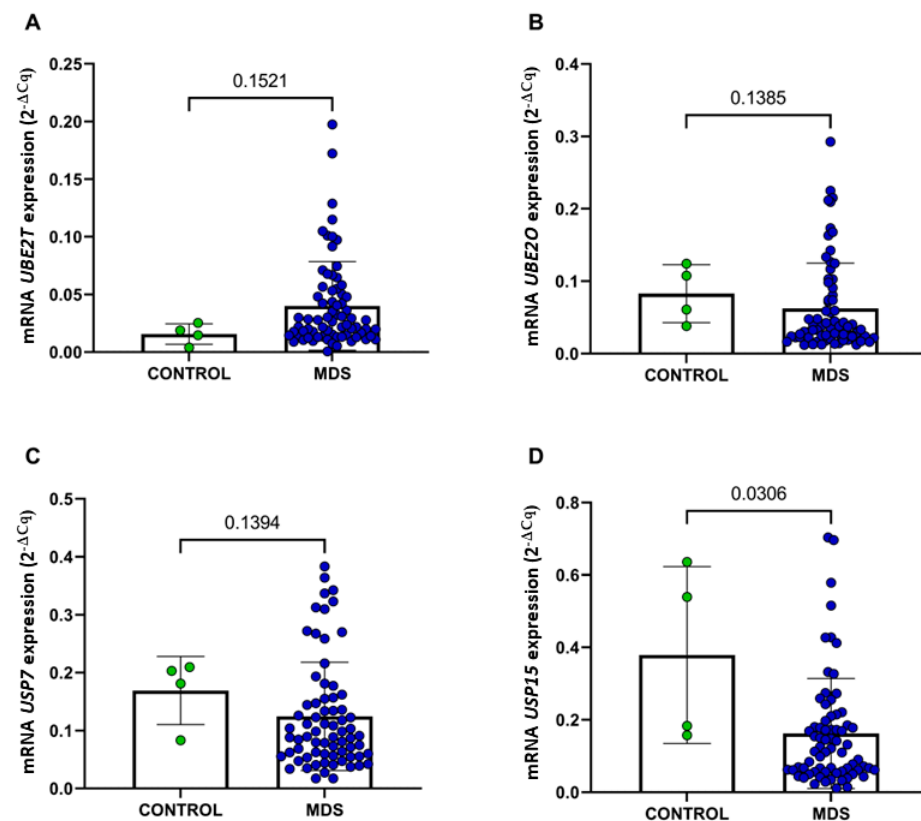 A
mRNA UBE2T expression (2-ΔCq)
0.25
0.20
0.15
0.10
0.05
0.00
0.1521
CONTROL
MDS
B
mRNA UBE2O expression (2-ΔCq)
0.4
0.3
0.2
0.1
0.0
0.1385
CONTROL
MDS
C
mRNA USP7 expression (2-ΔCq)
0.5
0.4
0.3
0.2
0.1
0.0
0.1394
CONTROL
MDS
D
mRNA USP15 expression (2-ΔCq)
0.8
0.6
0.4
0.2
0.0
0.0306
CONTROL
MDS